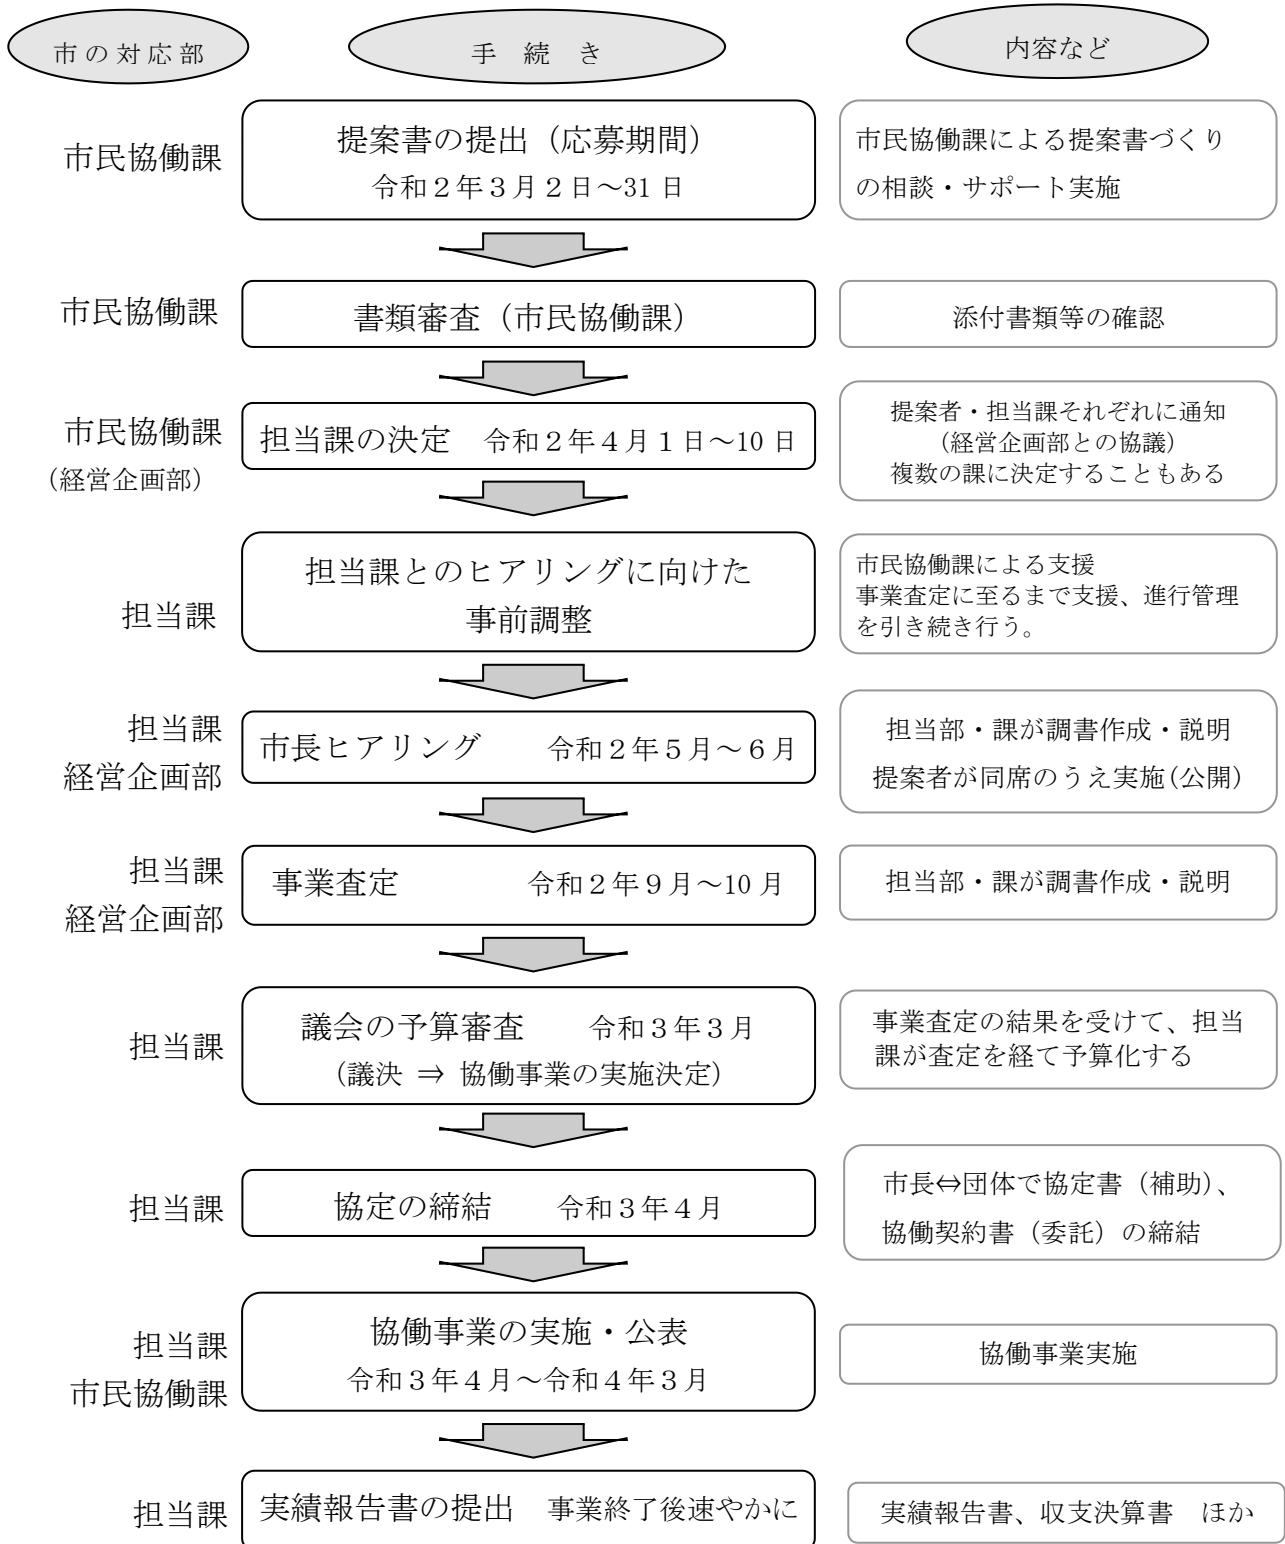 市の対応部
手続き
内容など
市民協働課
提案書の提出（応募期間）
令和２年３月２日～31日
市民協働課による提案書づくり
の相談・サポート実施
市民協働課
書類審査（市民協働課）
添付書類等の確認
市民協働課
（経営企画部）
担当課の決定　令和２年４月１日～10日
提案者・担当課それぞれに通知
（経営企画部との協議）
複数の課に決定することもある
担当課
担当課とのヒアリングに向けた
事前調整
市民協働課による支援
事業査定に至るまで支援、進行管理
を引き続き行う。
担当課
経営企画部
市長ヒアリング　令和２年５月～６月
担当部・課が調書作成・説明
提案者が同席のうえ実施（公開）
担当課
経営企画部
事業査定　令和２年９月～10月
担当部・課が調書作成・説明
担当課
議会の予算審査　令和３年３月
（議決 ⇒ 協働事業の実施決定）
事業査定の結果を受けて、担当
課が査定を経て予算化する
担当課
協定の締結　令和３年４月
市長⇔団体で協定書（補助）、
協働契約書（委託）の締結
担当課
市民協働課
協働事業の実施・公表
令和３年４月～令和４年３月
協働事業実施
担当課
実績報告書の提出　事業終了後速やかに
実績報告書、収支決算書　ほか